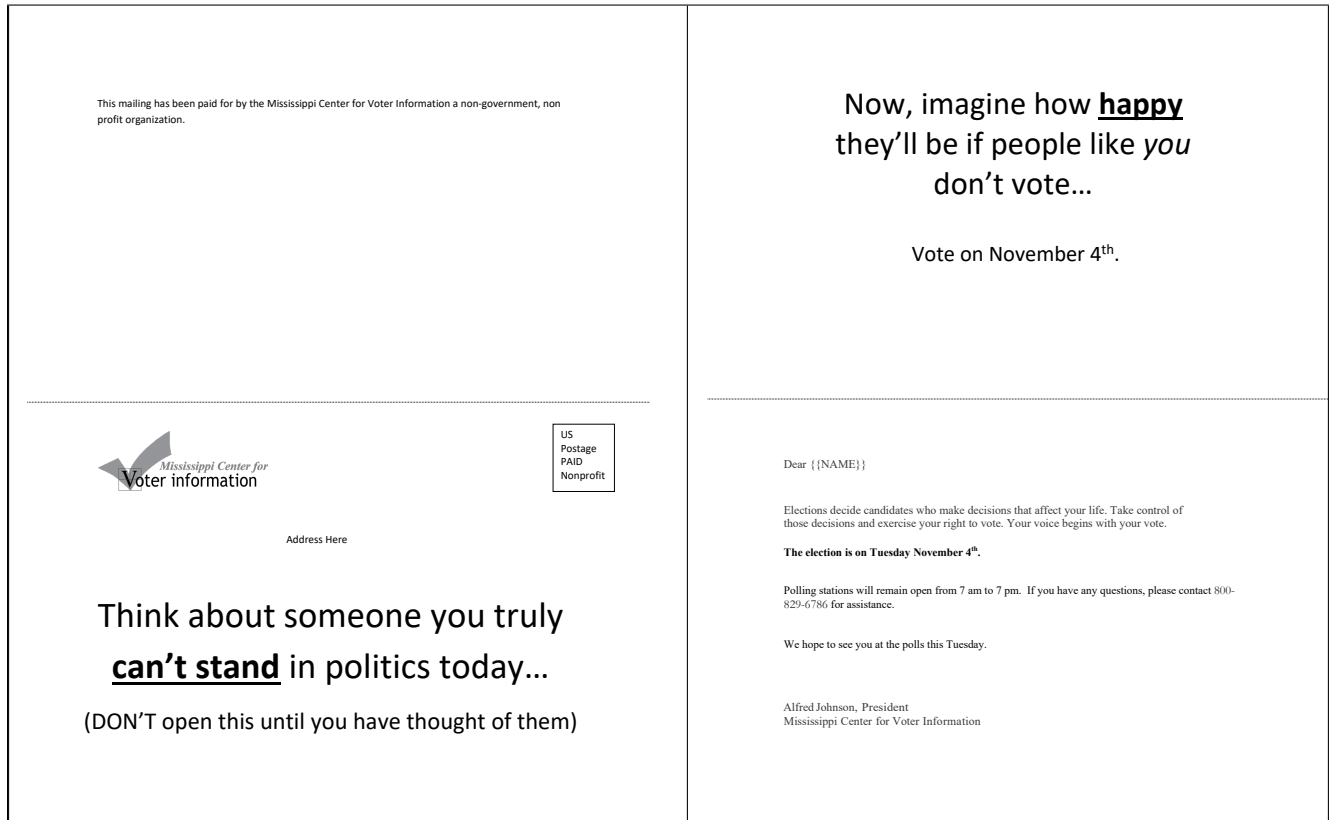 This mailing has been paid for by the Mississippi Center for Voter Information a non-government, non
profit organization.
Mississippi Center for
Voter information
US
Postage
PAID
Nonprofit
Address Here
Think about someone you truly
can’t stand in politics today…
(DON’T open this until you have thought of them)
Now, imagine how happy
they’ll be if people like you
don’t vote…
Vote on November 4th.
Dear {{NAME}}
Elections decide candidates who make decisions that affect your life. Take control of
those decisions and exercise your right to vote. Your voice begins with your vote.
The election is on Tuesday November 4th.
Polling stations will remain open from 7 am to 7 pm. If you have any questions, please contact 800-
829-6786 for assistance.
We hope to see you at the polls this Tuesday.
Alfred Johnson, President
Mississippi Center for Voter Information